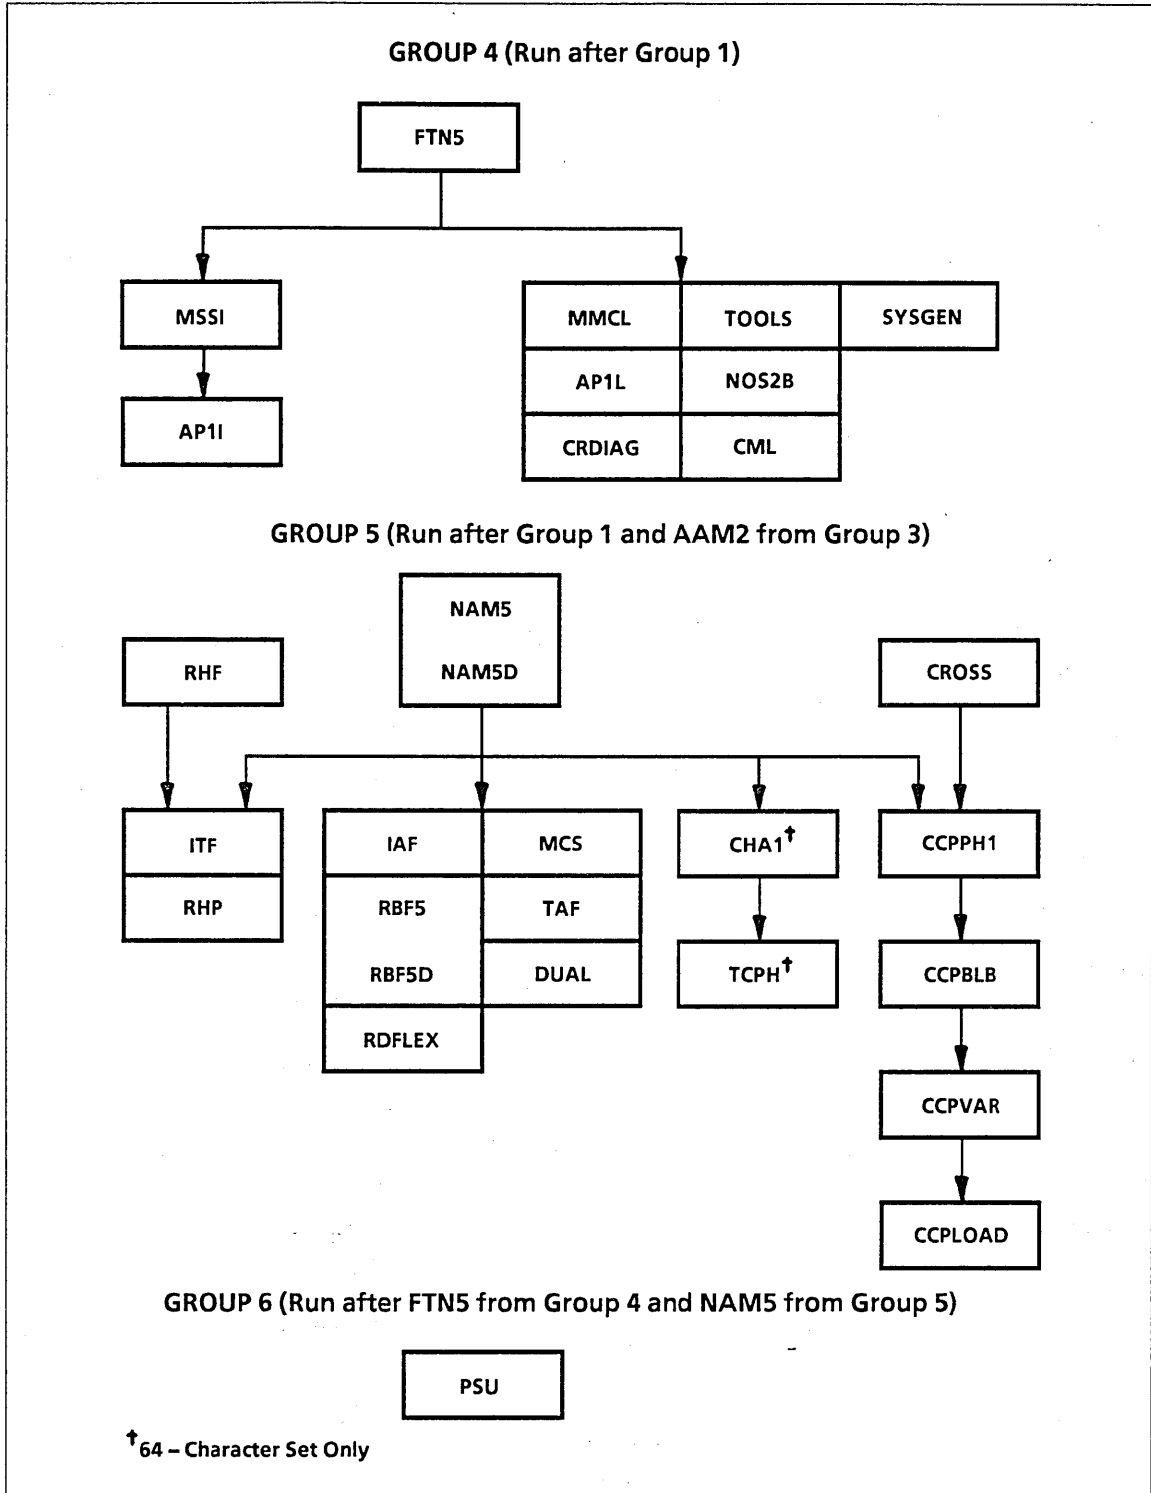 GROUP 4 (Run after Group 1)
FTN5
MSSI
MMCL
TOOLS
SYSGEN
AP1L
NOS2B
AP1I
CRDIAG
CML
GROUP 5 (Run after Group 1 and AAM2 from Group 3)
NAM5
NAM5D
RHF
CROSS
ITF
IAF
MCS
CHA1†
CCPPH1
RHP
RBF5
TAF
RBF5D
DUAL
TCPH†
CCPBLB
RDFLEX
CCPVAR
CCPLOAD
GROUP 6 (Run after FTN5 from Group 4 and NAM5 from Group 5)
PSU
†64 – Character Set Only